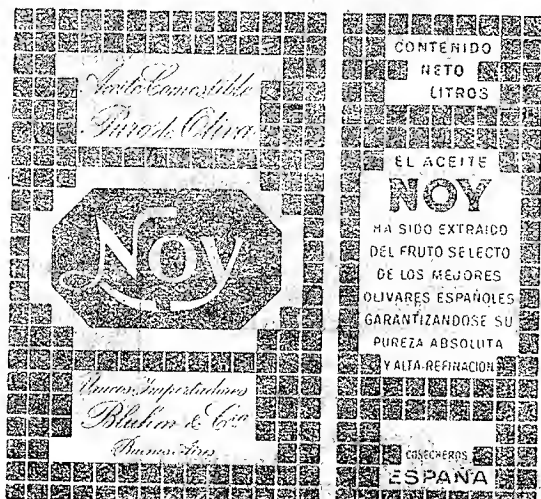 Aceite Comestible
Puro de Oliva
Noy
Unicos Importadores
Bluhm & Cía
Buenos Aires
CONTENIDO
NETO
LITROS
EL ACEITE
NOY
HA SIDO EXTRAIDO
DEL FRUTO SELECTO
DE LOS MEJORES
OLIVARES ESPAÑOLES
GARANTIZANDOSE SU
PUREZA ABSOLUTA
Y ALTA REFINACION
COSECHEROS
ESPAÑA